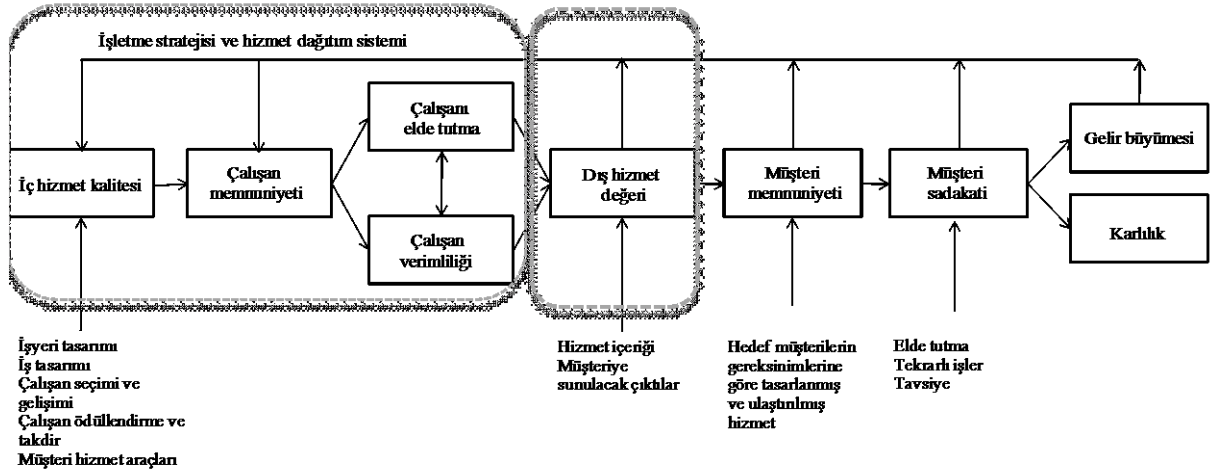 İşletme stratejisi ve hizmet dağıtım sistemi
Çalışanı
elde tutma
Gelir büyümesi
İç hizmet kalitesi
Çalışan
memnuniyeti
Dış hizmet
değeri
Müşteri
memnuniyeti
Müşteri
sadakati
Çalışan
verimliliği
Karlılık
İşyeri tasarımı
İş tasarımı
Çalışan seçimi ve
gelişimi
Çalışan ödüllendirme ve
takdir
Müşteri hizmet araçları
Hizmet içeriği
Müşteriye
sunulacak çıktılar
Hedef müşterilerin
gereksinimlerine
göre tasarlanmış
ve ulaştırılmış
hizmet
Elde tutma
Tekrarlı işler
Tavsiye